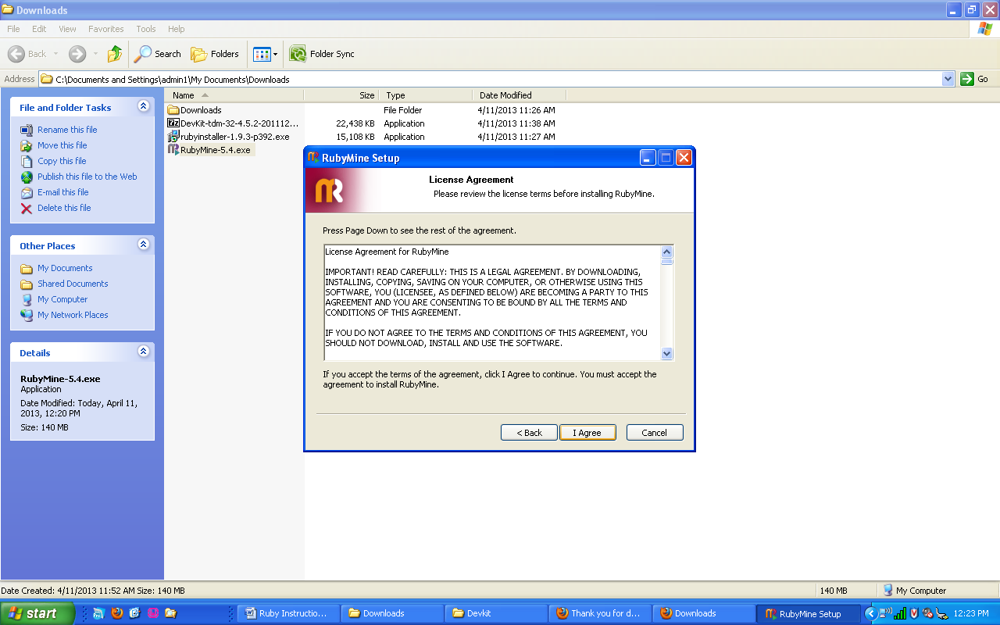 Downloads
File Edit View Favorites Tools Help
Back Search Folders Folder Sync
Address C:\Documents and Settings\admin1\My Documents\Downloads Go
File and Folder Tasks
Rename this file
Move this file
Copy this file
Publish this file to the Web
E-mail this file
Delete this file
Other Places
My Documents
Shared Documents
My Computer
My Network Places
Details
RubyMine-5.4.exe
Application
Date Modified: Today, April 11,
2013, 12:20 PM
Size: 140 MB
Name Size Type Date Modified
Downloads File Folder 4/11/2013 11:26 AM
DevKit-tdm-32-4.5.2-201112... 22,438 KB Application 4/11/2013 11:38 AM
rubyinstaller-1.9.3-p392.exe 15,108 KB Application 4/11/2013 11:27 AM
RubyMine-5.4.exe
RubyMine Setup
License Agreement
Please review the license terms before installing RubyMine.
Press Page Down to see the rest of the agreement.
License Agreement for RubyMine
IMPORTANT! READ CAREFULLY: THIS IS A LEGAL AGREEMENT. BY DOWNLOADING,
INSTALLING, COPYING, SAVING ON YOUR COMPUTER, OR OTHERWISE USING THIS
SOFTWARE, YOU (LICENSEE, AS DEFINED BELOW) ARE BECOMING A PARTY TO THIS
AGREEMENT AND YOU ARE CONSENTING TO BE BOUND BY ALL THE TERMS AND
CONDITIONS OF THIS AGREEMENT.
IF YOU DO NOT AGREE TO THE TERMS AND CONDITIONS OF THIS AGREEMENT, YOU
SHOULD NOT DOWNLOAD, INSTALL AND USE THE SOFTWARE.
If you accept the terms of the agreement, click I Agree to continue. You must accept the
agreement to install RubyMine.
< Back I Agree Cancel
Date Created: 4/11/2013 11:52 AM Size: 140 MB 140 MB My Computer
start Ruby Instructio... Downloads Devkit Thank you for d... Downloads RubyMine Setup 12:23 PM